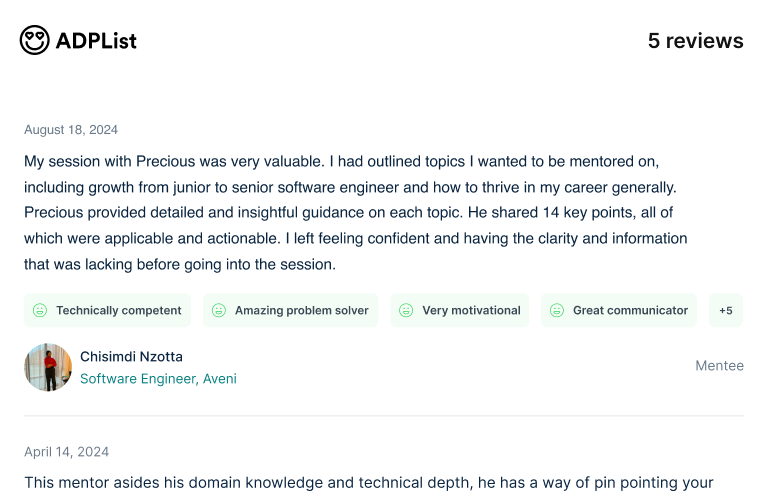 ADPList
5 reviews
August 18, 2024
My session with Precious was very valuable. I had outlined topics I wanted to be mentored on,
including growth from junior to senior software engineer and how to thrive in my career generally.
Precious provided detailed and insightful guidance on each topic. He shared 14 key points, all of
which were applicable and actionable. I left feeling confident and having the clarity and information
that was lacking before going into the session.
Technically competent
Amazing problem solver
Very motivational
Great communicator
+5
Chisimdi Nzotta
Software Engineer, Aveni
Mentee
April 14, 2024
This mentor asides his domain knowledge and technical depth, he has a way of pin pointing your